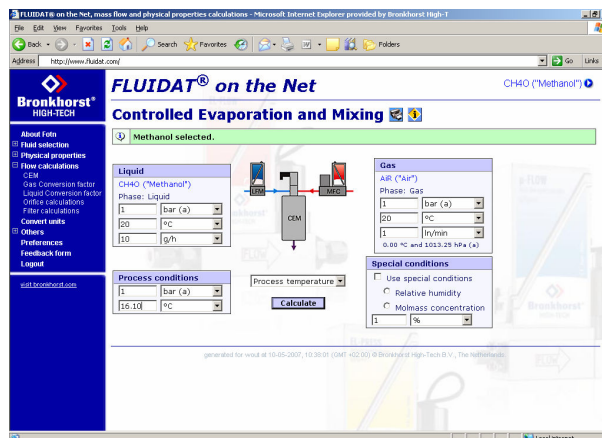 FLUIDAT® on the Net, mass flow and physical properties calculations - Microsoft Internet Explorer provided by Bronkhorst High-T
File Edit View Favorites Tools Help
Back Search Favorites Folders
Address http://www.fluidat.com/ Go Links
Bronkhorst®
HIGH-TECH
FLUIDAT® on the Net
CH4O ("Methanol")
Controlled Evaporation and Mixing
Methanol selected.
About Fotn
Fluid selection
Physical properties
Flow calculations
CEM
Gas Conversion factor
Liquid Conversion factor
Orifice calculations
Filter calculations
Convert units
Others
Preferences
Feedback form
Logout
visit bronkhorst.com
Liquid
CH4O ("Methanol")
Phase: Liquid
1 bar (a)
20 °C
10 g/h
LFM
MFC
CEM
Gas
AiR ("Air")
Phase: Gas
1 bar (a)
20 °C
1 ln/min
0.00 °C and 1013.25 hPa (a)
Process conditions
1 bar (a)
16.10 °C
Process temperature
Calculate
Special conditions
Use special conditions
Relative humidity
Molmass concentration
1 %
generated for wout at 10-05-2007, 10:30:01 (GMT +02:00) © Bronkhorst High-Tech B.V., The Netherlands